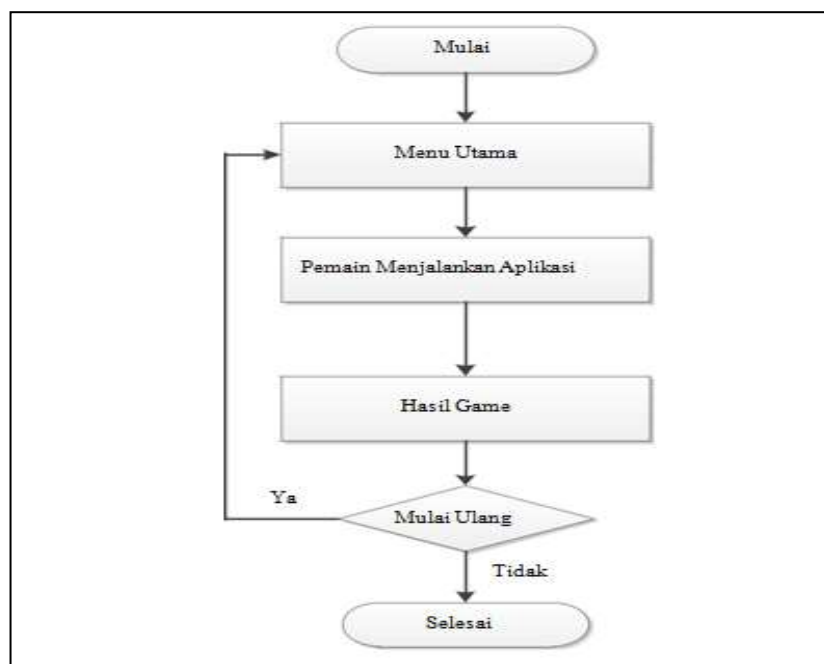 Mulai
Menu Utama
Pemain Menjalankan Aplikasi
Hasil Game
Ya
Mulai Ulang
Tidak
Selesai